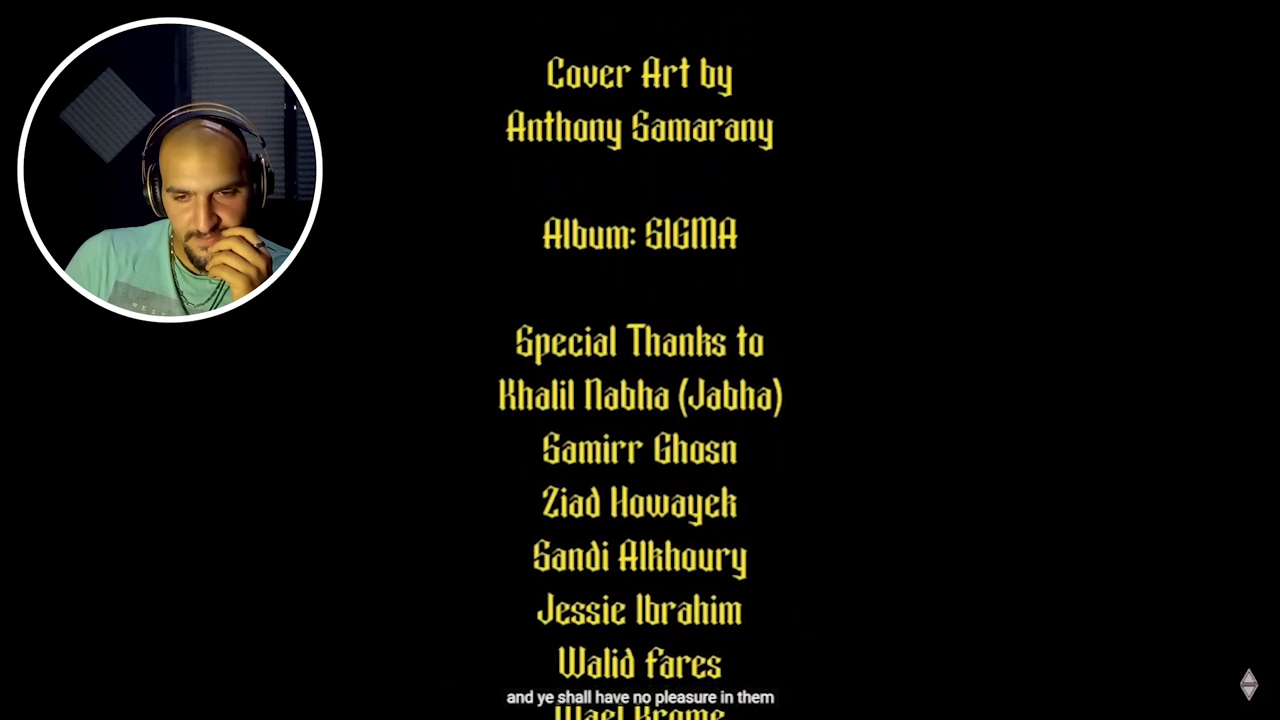 Cover Art by
Anthony Samarany
Album: SIGMA
Special Thanks to
Khalil Nabha (Jabha)
Samirr Ghosn
Ziad Howayek
Sandi Alkhoury
Jessie Ibrahim
Walid fares
and ye shall have no pleasure in them